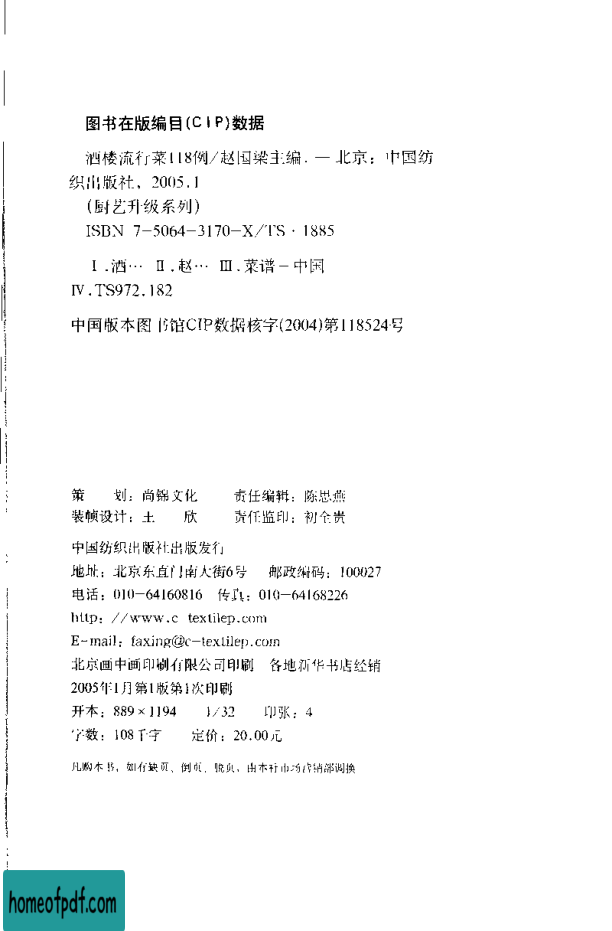 图书在版编目(CIP)数据
酒楼流行菜118例/赵国梁主编. — 北京: 中国纺
织出版社, 2005.1
(厨艺升级系列)
ISBN 7-5064-3170-X/TS·1885
Ⅰ.酒… Ⅱ.赵… Ⅲ.菜谱-中国
Ⅳ.TS972.182
中国版本图书馆CIP数据核字(2004)第118524号
策 划: 尚锦文化 责任编辑: 陈思燕
装帧设计: 王 欣 责任监印: 初全贵
中国纺织出版社出版发行
地址: 北京东直门南大街6号 邮政编码: 100027
电话: 010-64160816 传真: 010-64168226
http: //www.c textilep.com
E-mail: faxing@c-textilep.com
北京画中画印刷有限公司印刷 各地新华书店经销
2005年1月第1版第1次印刷
开本: 889×1194 1/32 印张: 4
字数: 108千字 定价: 20.00元
凡购本书, 如有缺页、倒页、脱页, 由本社市场营销部调换
homeofpdf.com